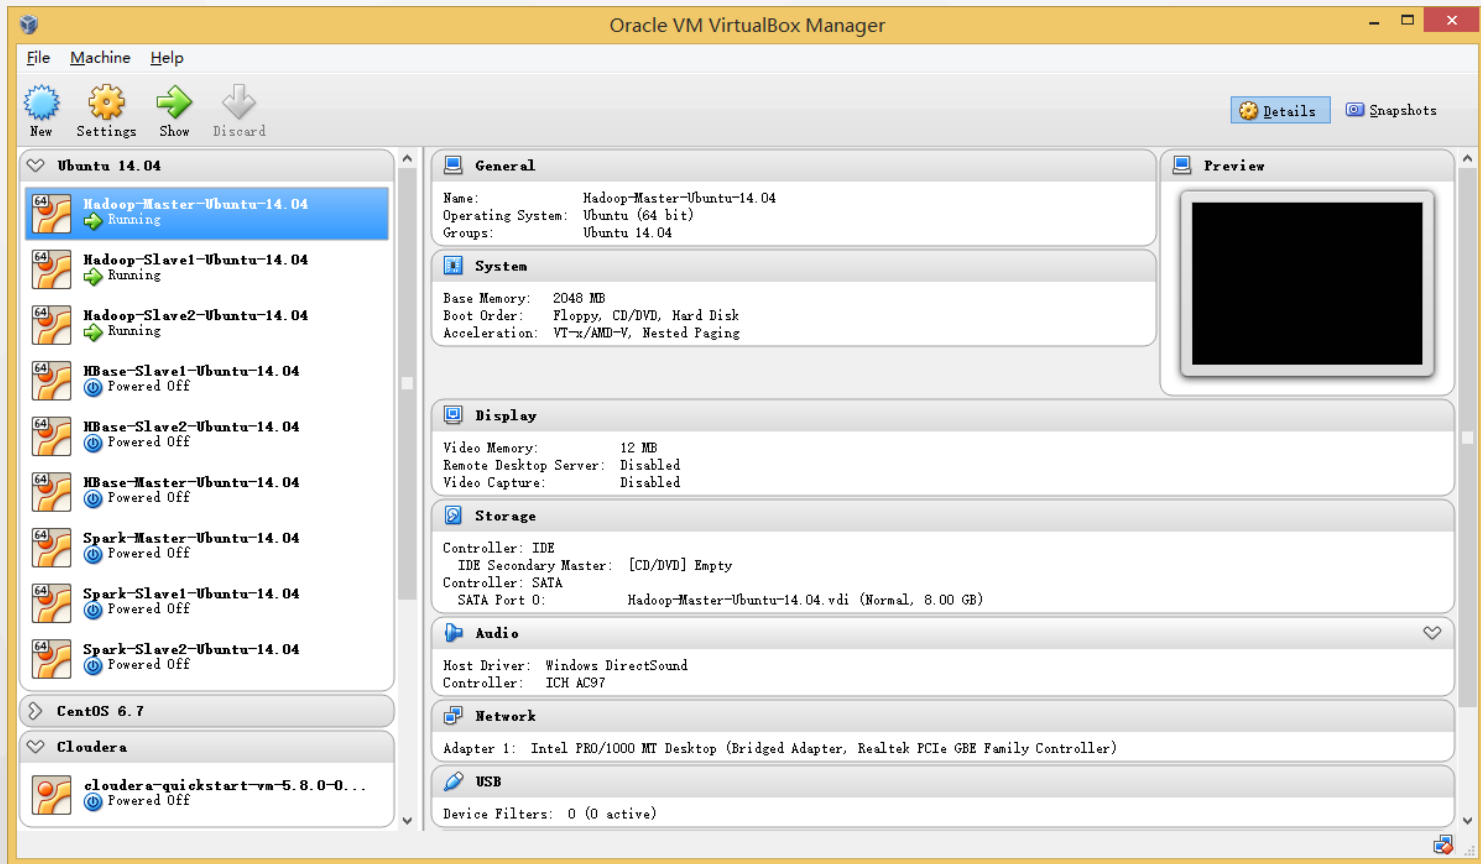 Oracle VM VirtualBox Manager
File Machine Help
New Settings Show Discard
Details Snapshots
Ubuntu 14.04
64 Hadoop-Master-Ubuntu-14.04
Running
64 Hadoop-Slave1-Ubuntu-14.04
Running
64 Hadoop-Slave2-Ubuntu-14.04
Running
64 HBase-Slave1-Ubuntu-14.04
Powered Off
64 HBase-Slave2-Ubuntu-14.04
Powered Off
64 HBase-Master-Ubuntu-14.04
Powered Off
64 Spark-Master-Ubuntu-14.04
Powered Off
64 Spark-Slave1-Ubuntu-14.04
Powered Off
64 Spark-Slave2-Ubuntu-14.04
Powered Off
CentOS 6.7
Cloudera
cloudera-quickstart-vm-5.8.0-0...
Powered Off
General
Name: Hadoop-Master-Ubuntu-14.04
Operating System: Ubuntu (64 bit)
Groups: Ubuntu 14.04
System
Base Memory: 2048 MB
Boot Order: Floppy, CD/DVD, Hard Disk
Acceleration: VT-x/AMD-V, Nested Paging
Preview
Display
Video Memory: 12 MB
Remote Desktop Server: Disabled
Video Capture: Disabled
Storage
Controller: IDE
IDE Secondary Master: [CD/DVD] Empty
Controller: SATA
SATA Port 0: Hadoop-Master-Ubuntu-14.04.vdi (Normal, 8.00 GB)
Audio
Host Driver: Windows DirectSound
Controller: ICH AC97
Network
Adapter 1: Intel PRO/1000 MT Desktop (Bridged Adapter, Realtek PCIe GBE Family Controller)
USB
Device Filters: 0 (0 active)